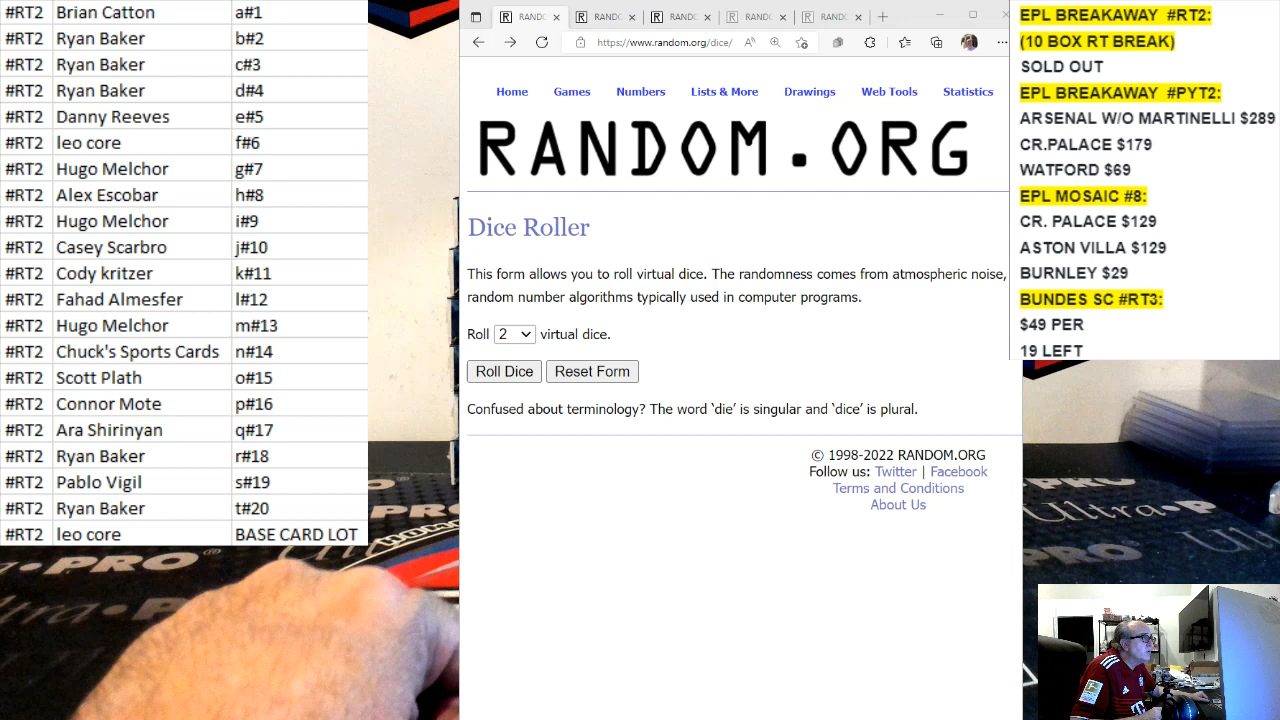 #RT2 Brian Catton a#1
#RT2 Ryan Baker b#2
#RT2 Ryan Baker c#3
#RT2 Ryan Baker d#4
#RT2 Danny Reeves e#5
#RT2 leo core f#6
#RT2 Hugo Melchor g#7
#RT2 Alex Escobar h#8
#RT2 Hugo Melchor i#9
#RT2 Casey Scarbro j#10
#RT2 Cody kritzer k#11
#RT2 Fahad Almesfer l#12
#RT2 Hugo Melchor m#13
#RT2 Chuck's Sports Cards n#14
#RT2 Scott Plath o#15
#RT2 Connor Mote p#16
#RT2 Ara Shirinyan q#17
#RT2 Ryan Baker r#18
#RT2 Pablo Vigil s#19
#RT2 Ryan Baker t#20
#RT2 leo core BASE CARD LOT
https://www.random.org/dice/
Home Games Numbers Lists & More Drawings Web Tools Statistics
RANDOM.ORG
Dice Roller
This form allows you to roll virtual dice. The randomness comes from atmospheric noise,
random number algorithms typically used in computer programs.
Roll 2 virtual dice.
Roll Dice Reset Form
Confused about terminology? The word ‘die’ is singular and ‘dice’ is plural.
© 1998-2022 RANDOM.ORG
Follow us: Twitter | Facebook
Terms and Conditions
About Us
EPL BREAKAWAY #RT2:
(10 BOX RT BREAK)
SOLD OUT
EPL BREAKAWAY #PYT2:
ARSENAL W/O MARTINELLI $289
CR.PALACE $179
WATFORD $69
EPL MOSAIC #8:
CR. PALACE $129
ASTON VILLA $129
BURNLEY $29
BUNDES SC #RT3:
$49 PER
19 LEFT
PRO
Ultra
Ultra
PRO